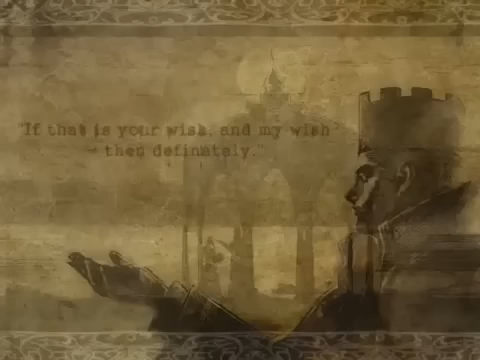 "If that is your wish, and my wish
- then definately."